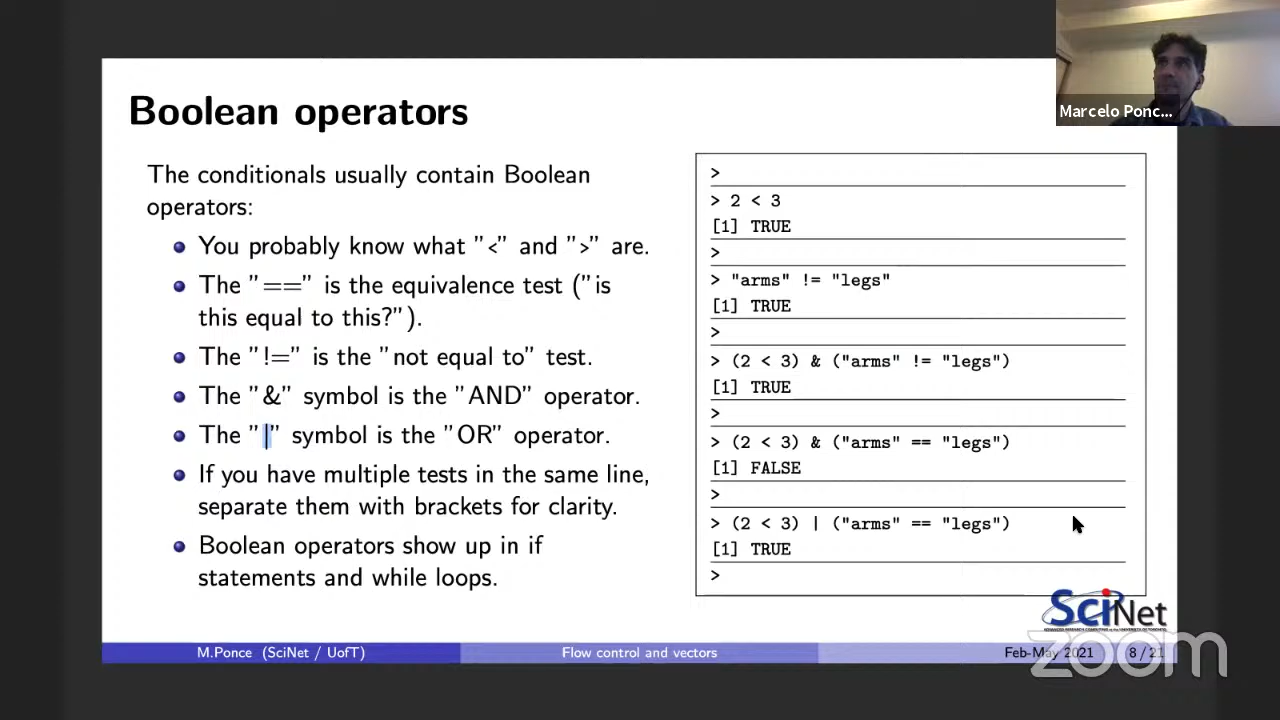 Marcelo Ponc...
Boolean operators
The conditionals usually contain Boolean
operators:
You probably know what "<" and ">" are.
The "==" is the equivalence test ("is
this equal to this?").
The "!=" is the "not equal to" test.
The "&" symbol is the "AND" operator.
The "|" symbol is the "OR" operator.
If you have multiple tests in the same line,
separate them with brackets for clarity.
Boolean operators show up in if
statements and while loops.
>
> 2 < 3
[1] TRUE
>
> "arms" != "legs"
[1] TRUE
>
> (2 < 3) & ("arms" != "legs")
[1] TRUE
>
> (2 < 3) & ("arms" == "legs")
[1] FALSE
>
> (2 < 3) | ("arms" == "legs")
[1] TRUE
>
SciNet
M.Ponce (SciNet / UofT)
Flow control and vectors
Feb-May 2021
8 / 21
zoom